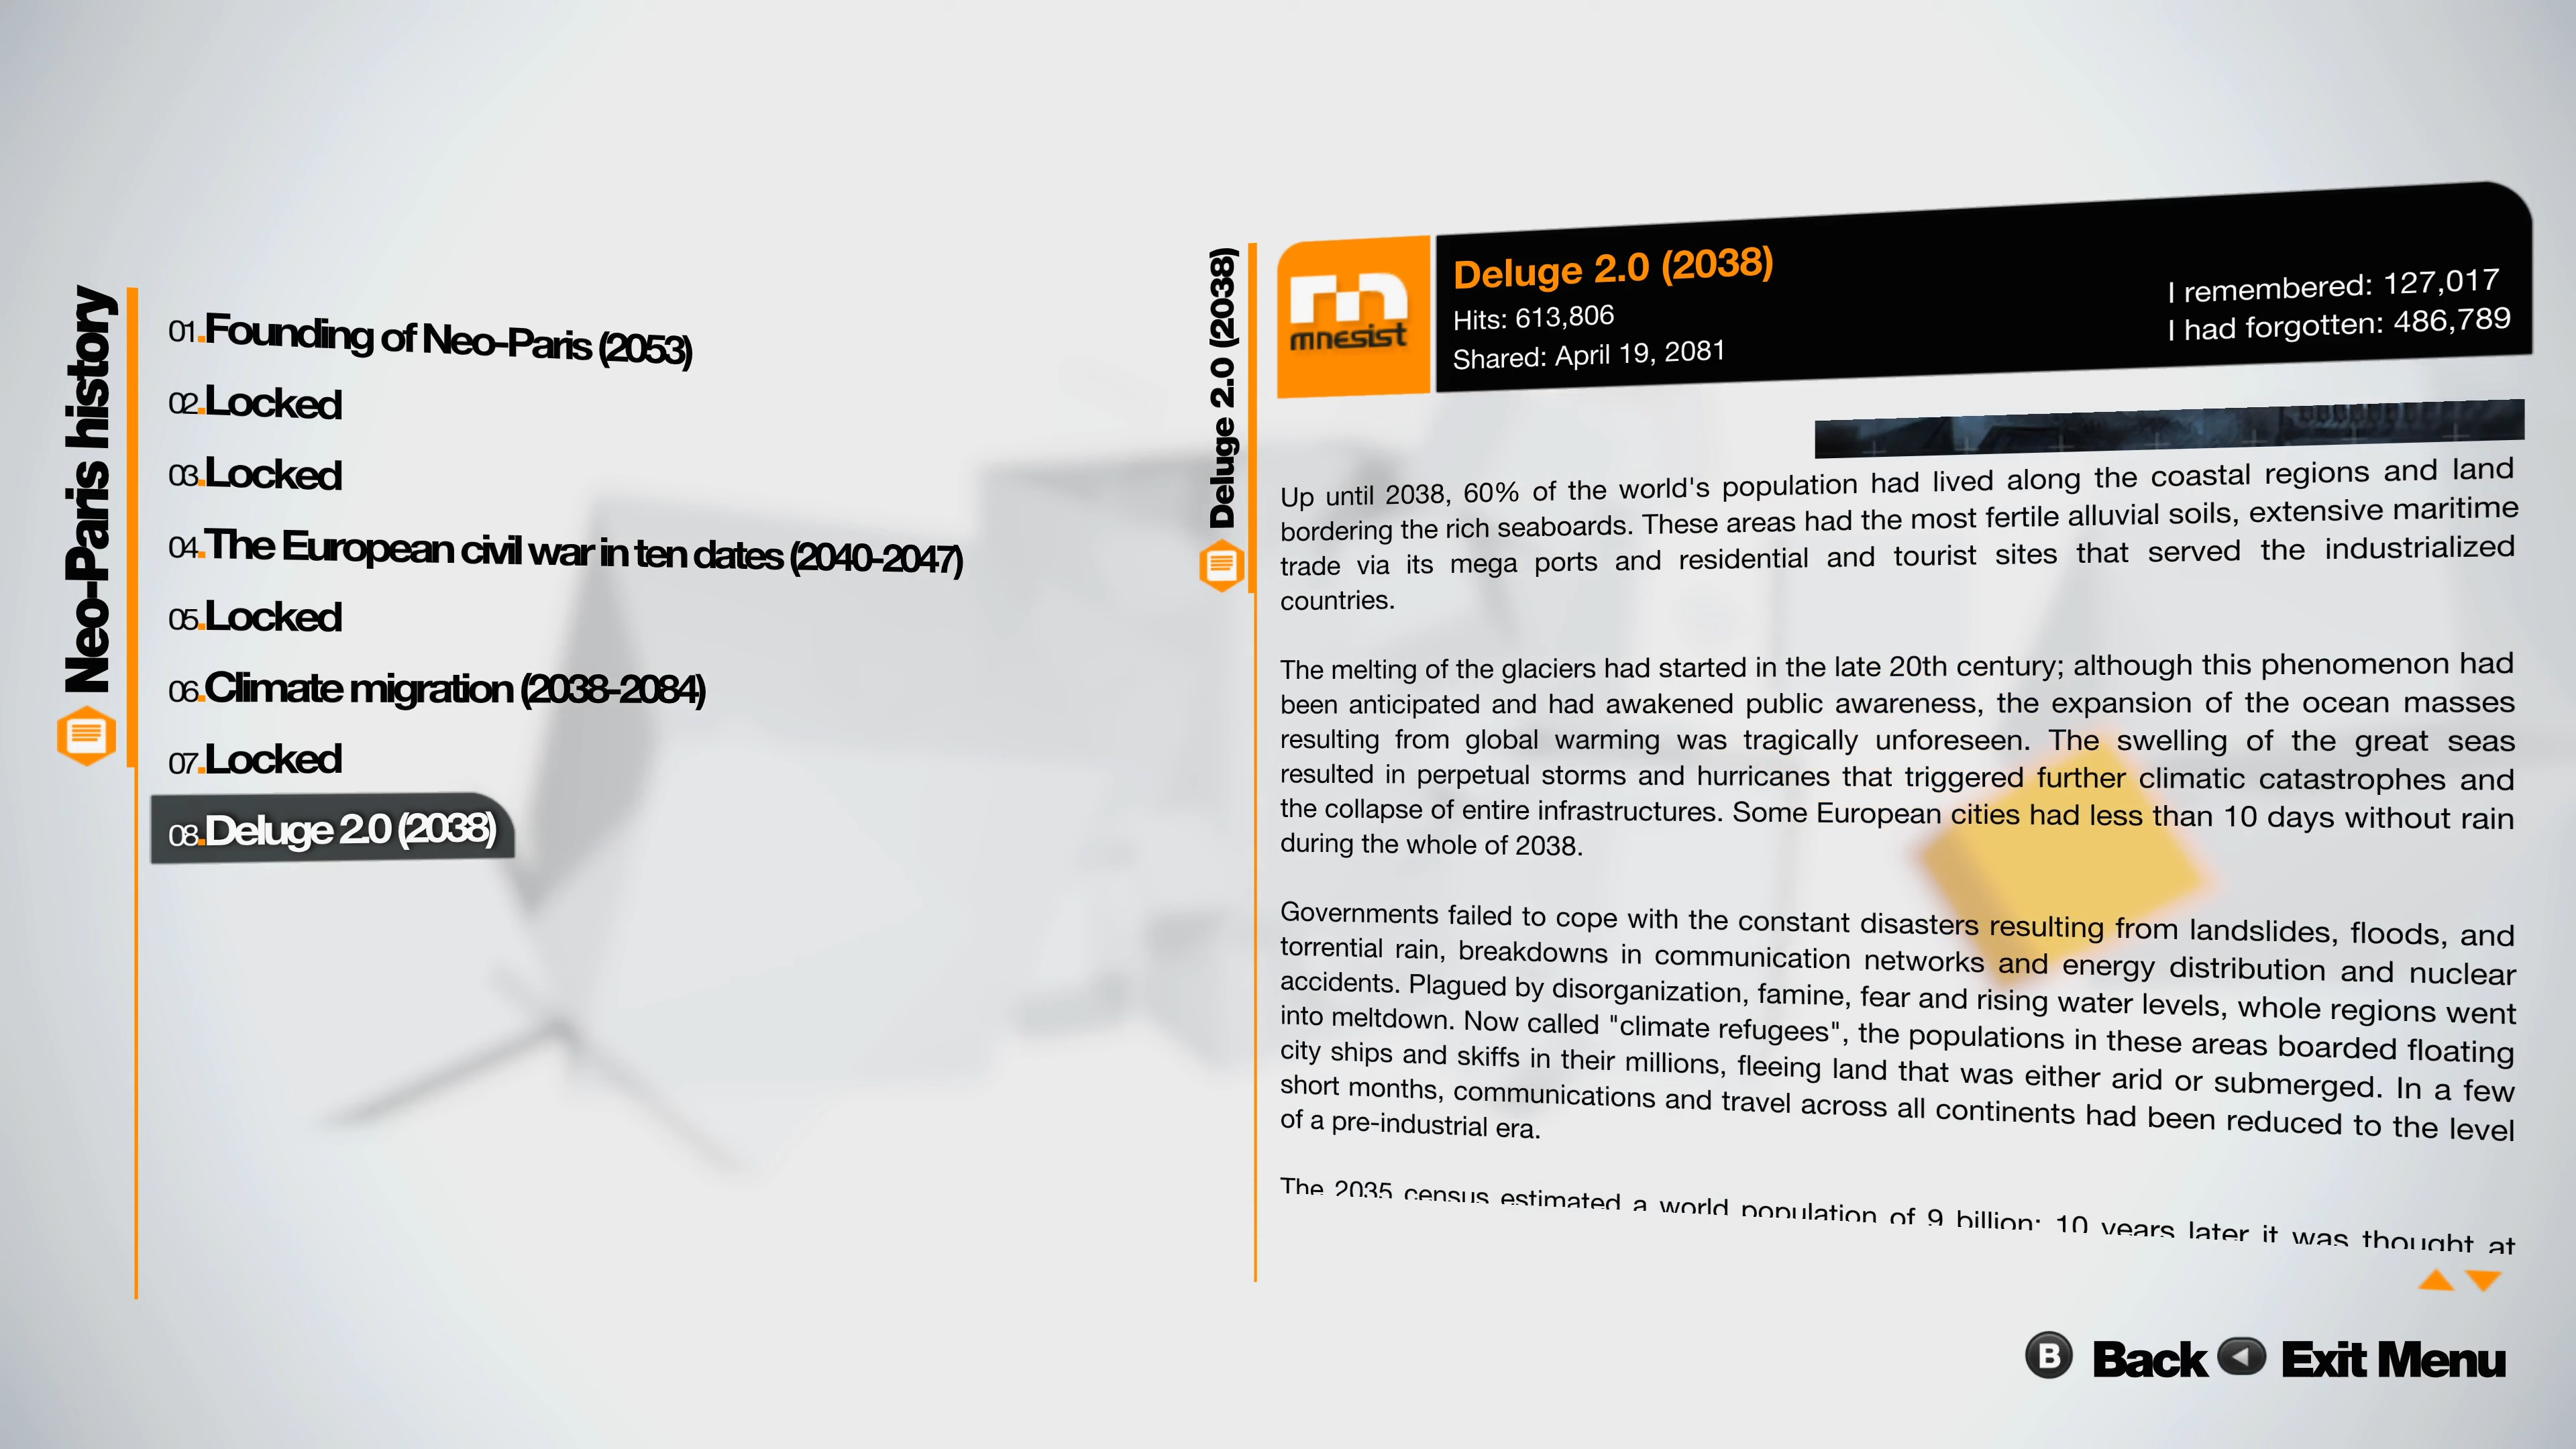 Neo-Paris history
01.Founding of Neo-Paris (2053)
02.Locked
03.Locked
04.The European civil war in ten dates (2040-2047)
05.Locked
06.Climate migration (2038-2084)
07.Locked
08.Deluge 2.0 (2038)
Deluge 2.0 (2038)
mnesist
Deluge 2.0 (2038)
Hits: 613,806
Shared: April 19, 2081
I remembered: 127,017
I had forgotten: 486,789
Up until 2038, 60% of the world's population had lived along the coastal regions and land
bordering the rich seaboards. These areas had the most fertile alluvial soils, extensive maritime
trade via its mega ports and residential and tourist sites that served the industrialized
countries.
The melting of the glaciers had started in the late 20th century; although this phenomenon had
been anticipated and had awakened public awareness, the expansion of the ocean masses
resulting from global warming was tragically unforeseen. The swelling of the great seas
resulted in perpetual storms and hurricanes that triggered further climatic catastrophes and
the collapse of entire infrastructures. Some European cities had less than 10 days without rain
during the whole of 2038.
Governments failed to cope with the constant disasters resulting from landslides, floods, and
torrential rain, breakdowns in communication networks and energy distribution and nuclear
accidents. Plagued by disorganization, famine, fear and rising water levels, whole regions went
into meltdown. Now called "climate refugees", the populations in these areas boarded floating
city ships and skiffs in their millions, fleeing land that was either arid or submerged. In a few
short months, communications and travel across all continents had been reduced to the level
of a pre-industrial era.
The 2035 census estimated a world population of 9 billion; 10 years later it was thought at
B Back Exit Menu